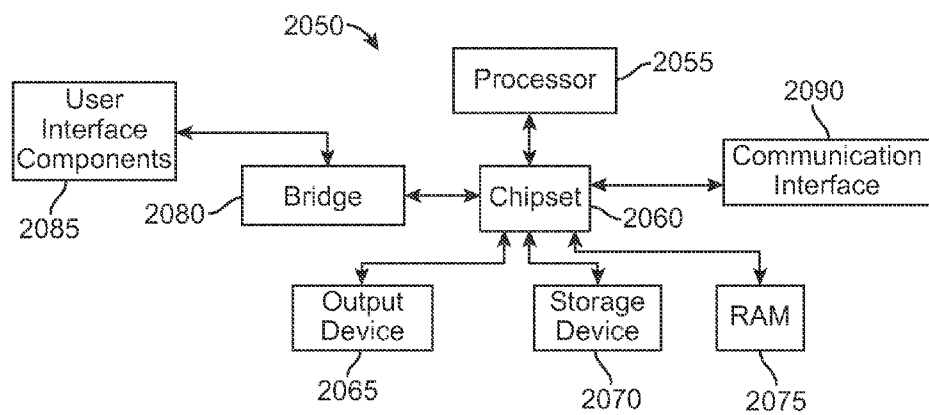 2050
Processor
2055
User
Interface
Components
2085
2090
Communication
Interface
Bridge
2080
Chipset
2060
Output
Device
2065
Storage
Device
2070
RAM
2075